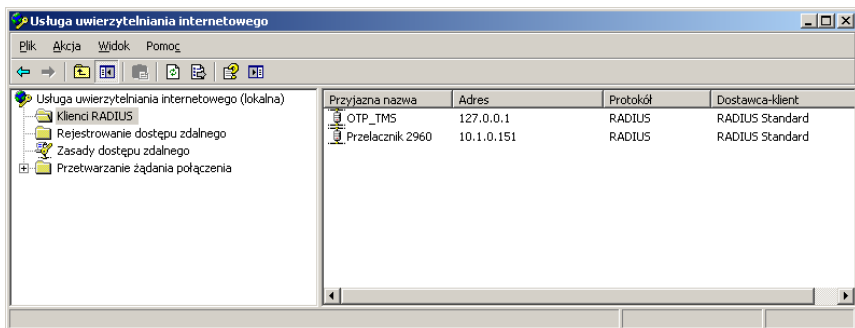 Usługa uwierzytelniania internetowego
Plik Akcja Widok Pomoc
Usługa uwierzytelniania internetowego (lokalna)
Klienci RADIUS
Rejestrowanie dostępu zdalnego
Zasady dostępu zdalnego
Przetwarzanie żądania połączenia
Przyjazna nazwa Adres Protokół Dostawca-klient
OTP_TMS 127.0.0.1 RADIUS RADIUS Standard
Przelacznik 2960 10.1.0.151 RADIUS RADIUS Standard